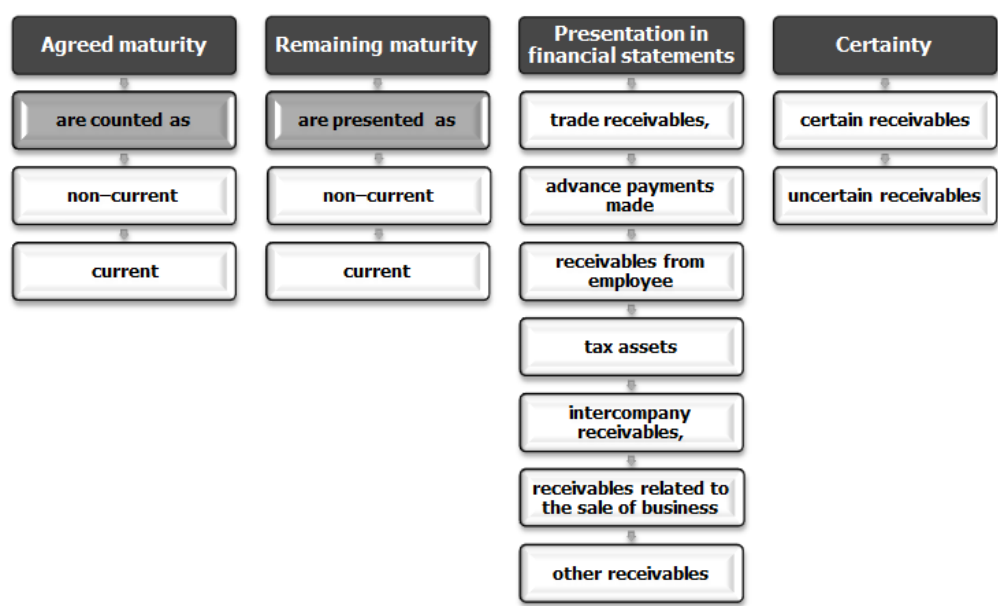 Agreed maturity
are counted as
non-current
current
Remaining maturity
are presented as
non-current
current
Presentation in
financial statements
trade receivables,
advance payments
made
receivables from
employee
tax assets
intercompany
receivables,
receivables related to
the sale of business
other receivables
Certainty
certain receivables
uncertain receivables